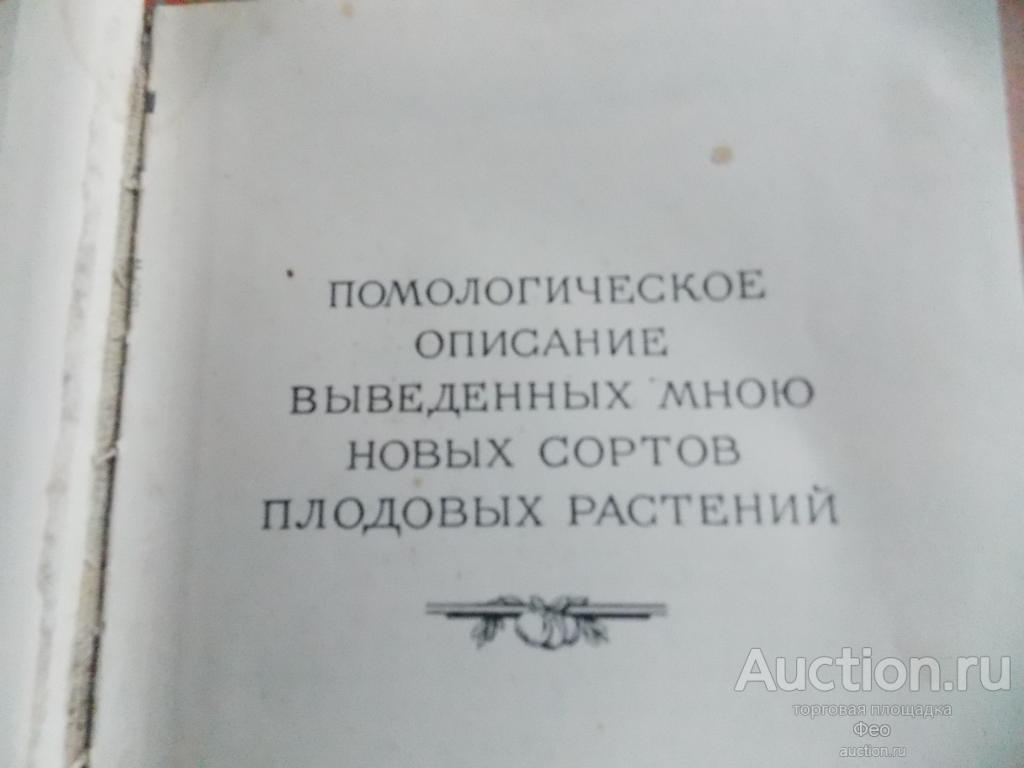 ПОМОЛОГИЧЕСКОЕ
ОПИСАНИЕ
ВЫВЕДЕННЫХ МНОЮ
НОВЫХ СОРТОВ
ПЛОДОВЫХ РАСТЕНИЙ
Auction.ru
торговая площадка
Фео
auction.ru